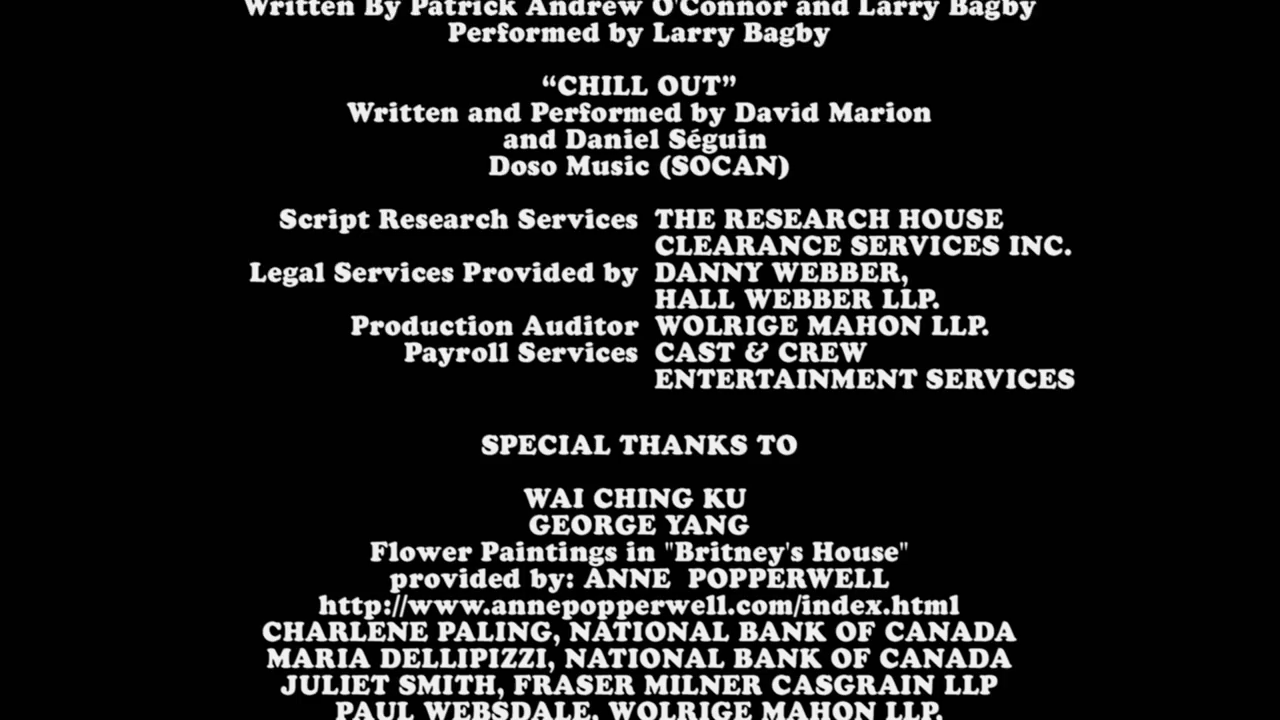 Written By Patrick Andrew O'Connor and Larry Bagby
Performed by Larry Bagby
“CHILL OUT”
Written and Performed by David Marion
and Daniel Séguin
Doso Music (SOCAN)
Script Research Services THE RESEARCH HOUSE
CLEARANCE SERVICES INC.
Legal Services Provided by DANNY WEBBER,
HALL WEBBER LLP.
Production Auditor WOLRIGE MAHON LLP.
Payroll Services CAST & CREW
ENTERTAINMENT SERVICES
SPECIAL THANKS TO
WAI CHING KU
GEORGE YANG
Flower Paintings in "Britney's House"
provided by: ANNE  POPPERWELL
http://www.annepopperwell.com/index.html
CHARLENE PALING, NATIONAL BANK OF CANADA
MARIA DELLIPIZZI, NATIONAL BANK OF CANADA
JULIET SMITH, FRASER MILNER CASGRAIN LLP
PAUL WEBSDALE, WOLRIGE MAHON LLP.